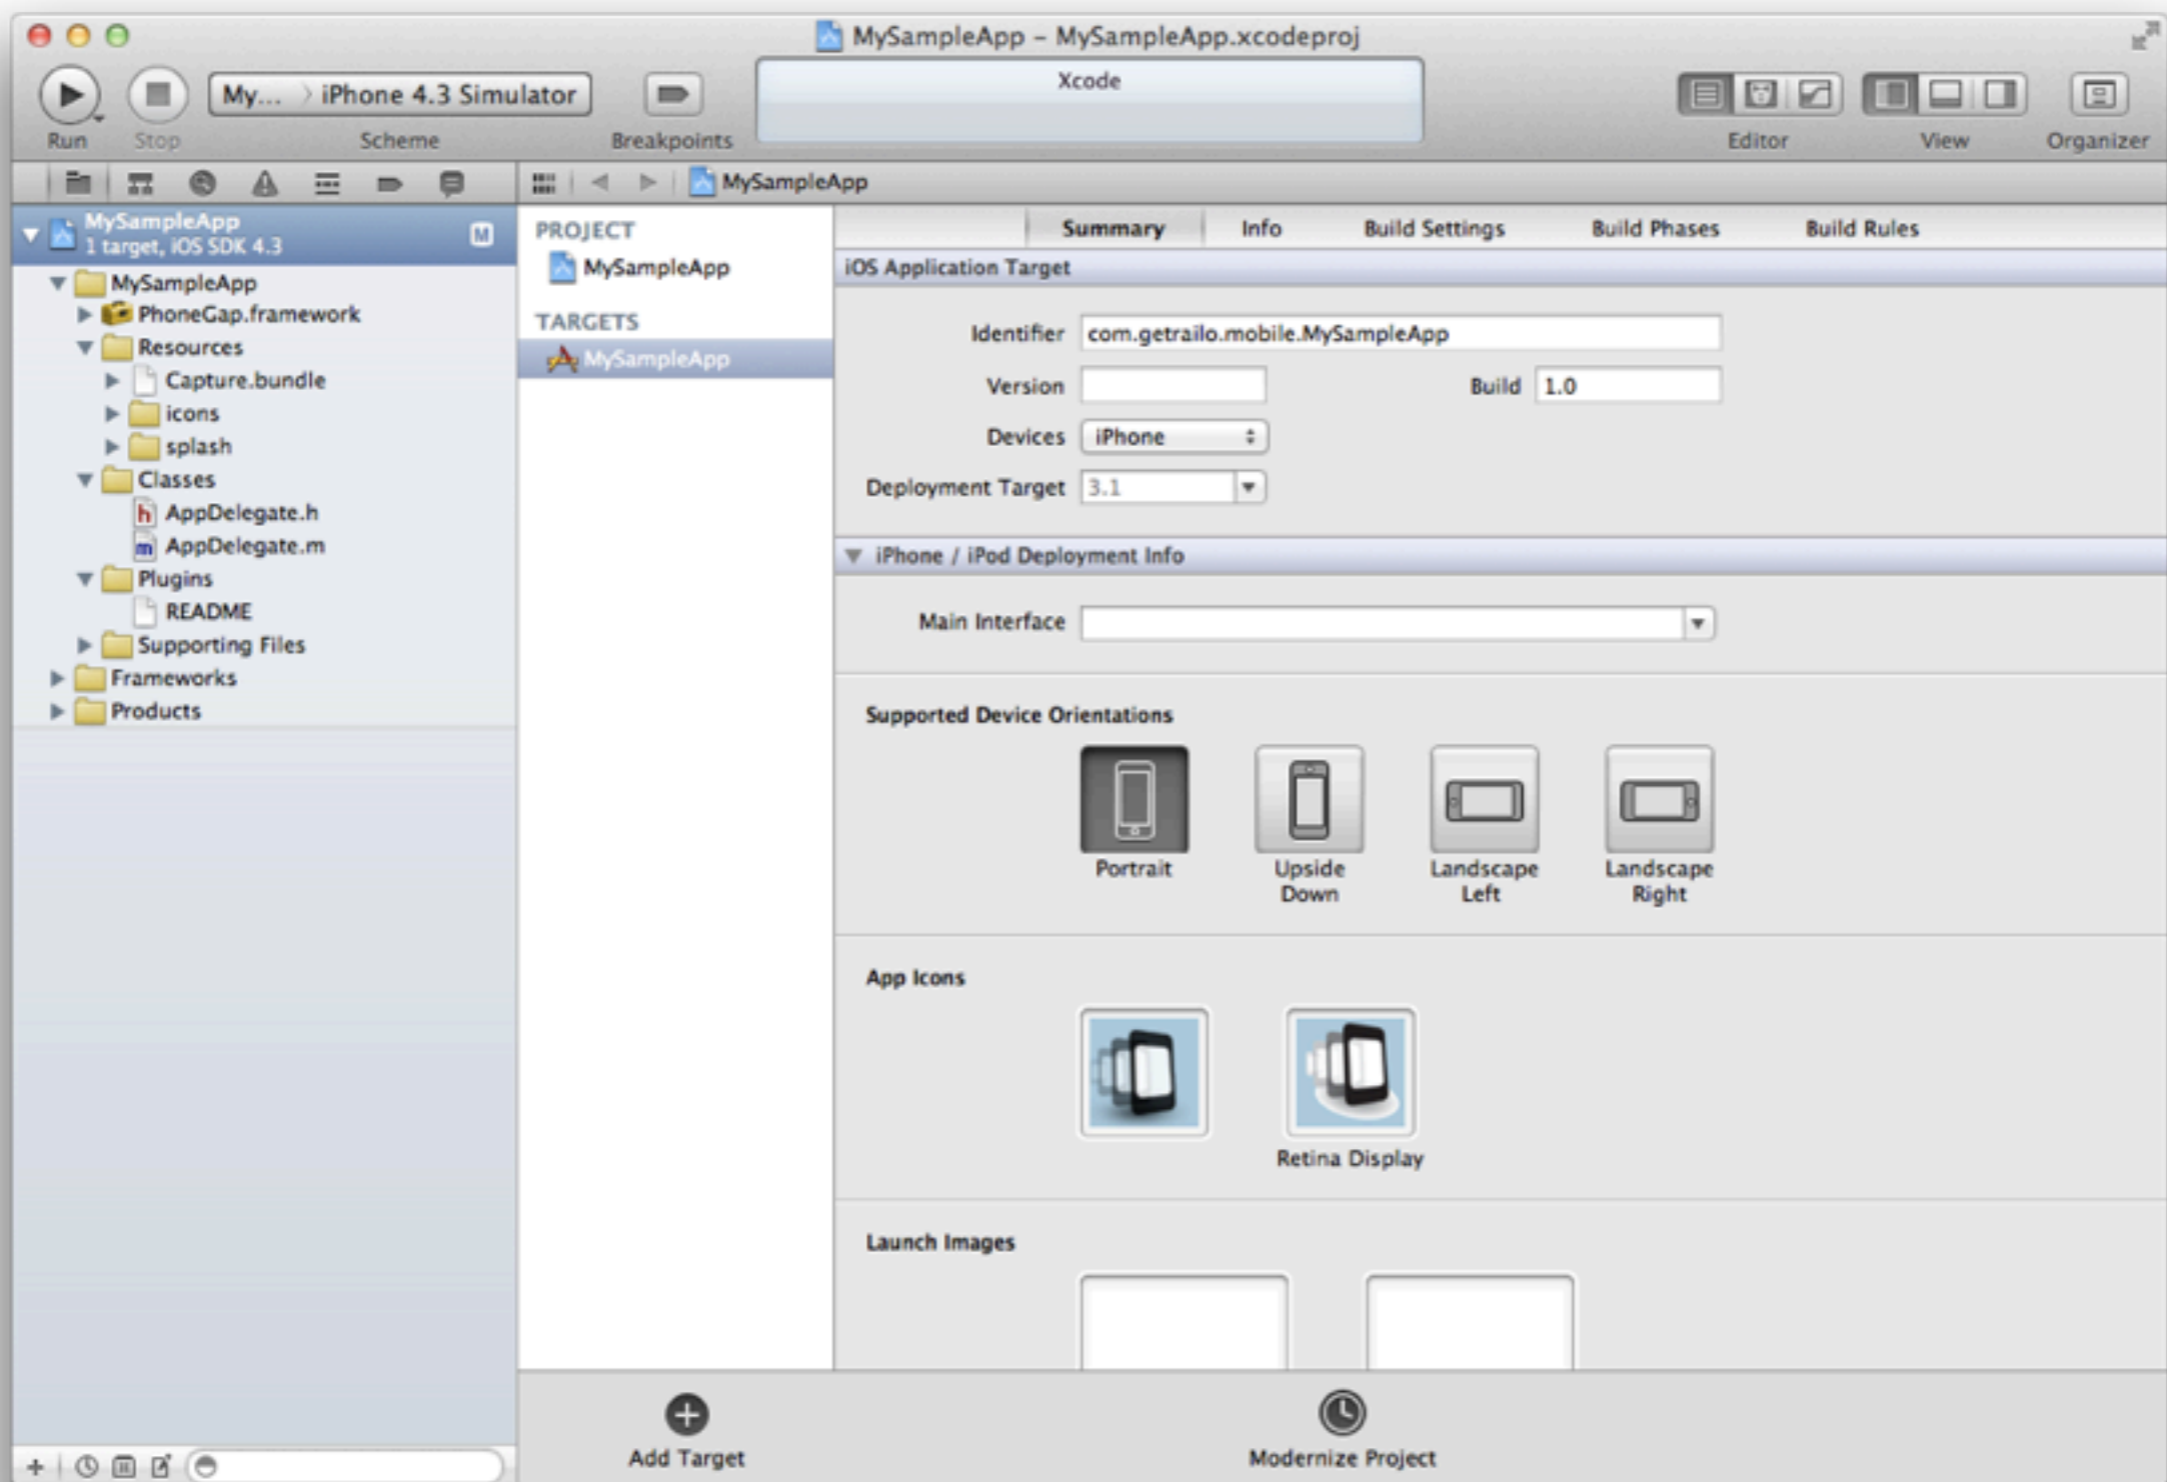 MySampleApp – MySampleApp.xcodeproj
My... iPhone 4.3 Simulator
Xcode
Run
Stop
Scheme
Breakpoints
Editor
View
Organizer
MySampleApp
MySampleApp
1 target, iOS SDK 4.3
M
MySampleApp
PhoneGap.framework
Resources
Capture.bundle
icons
splash
Classes
h AppDelegate.h
m AppDelegate.m
Plugins
README
Supporting Files
Frameworks
Products
PROJECT
MySampleApp
TARGETS
MySampleApp
Summary
Info
Build Settings
Build Phases
Build Rules
iOS Application Target
Identifier com.getrailo.mobile.MySampleApp
Version
Build 1.0
Devices iPhone
Deployment Target 3.1
iPhone / iPod Deployment Info
Main Interface
Supported Device Orientations
Portrait
Upside
Down
Landscape
Left
Landscape
Right
App Icons
Retina Display
Launch Images
Add Target
Modernize Project